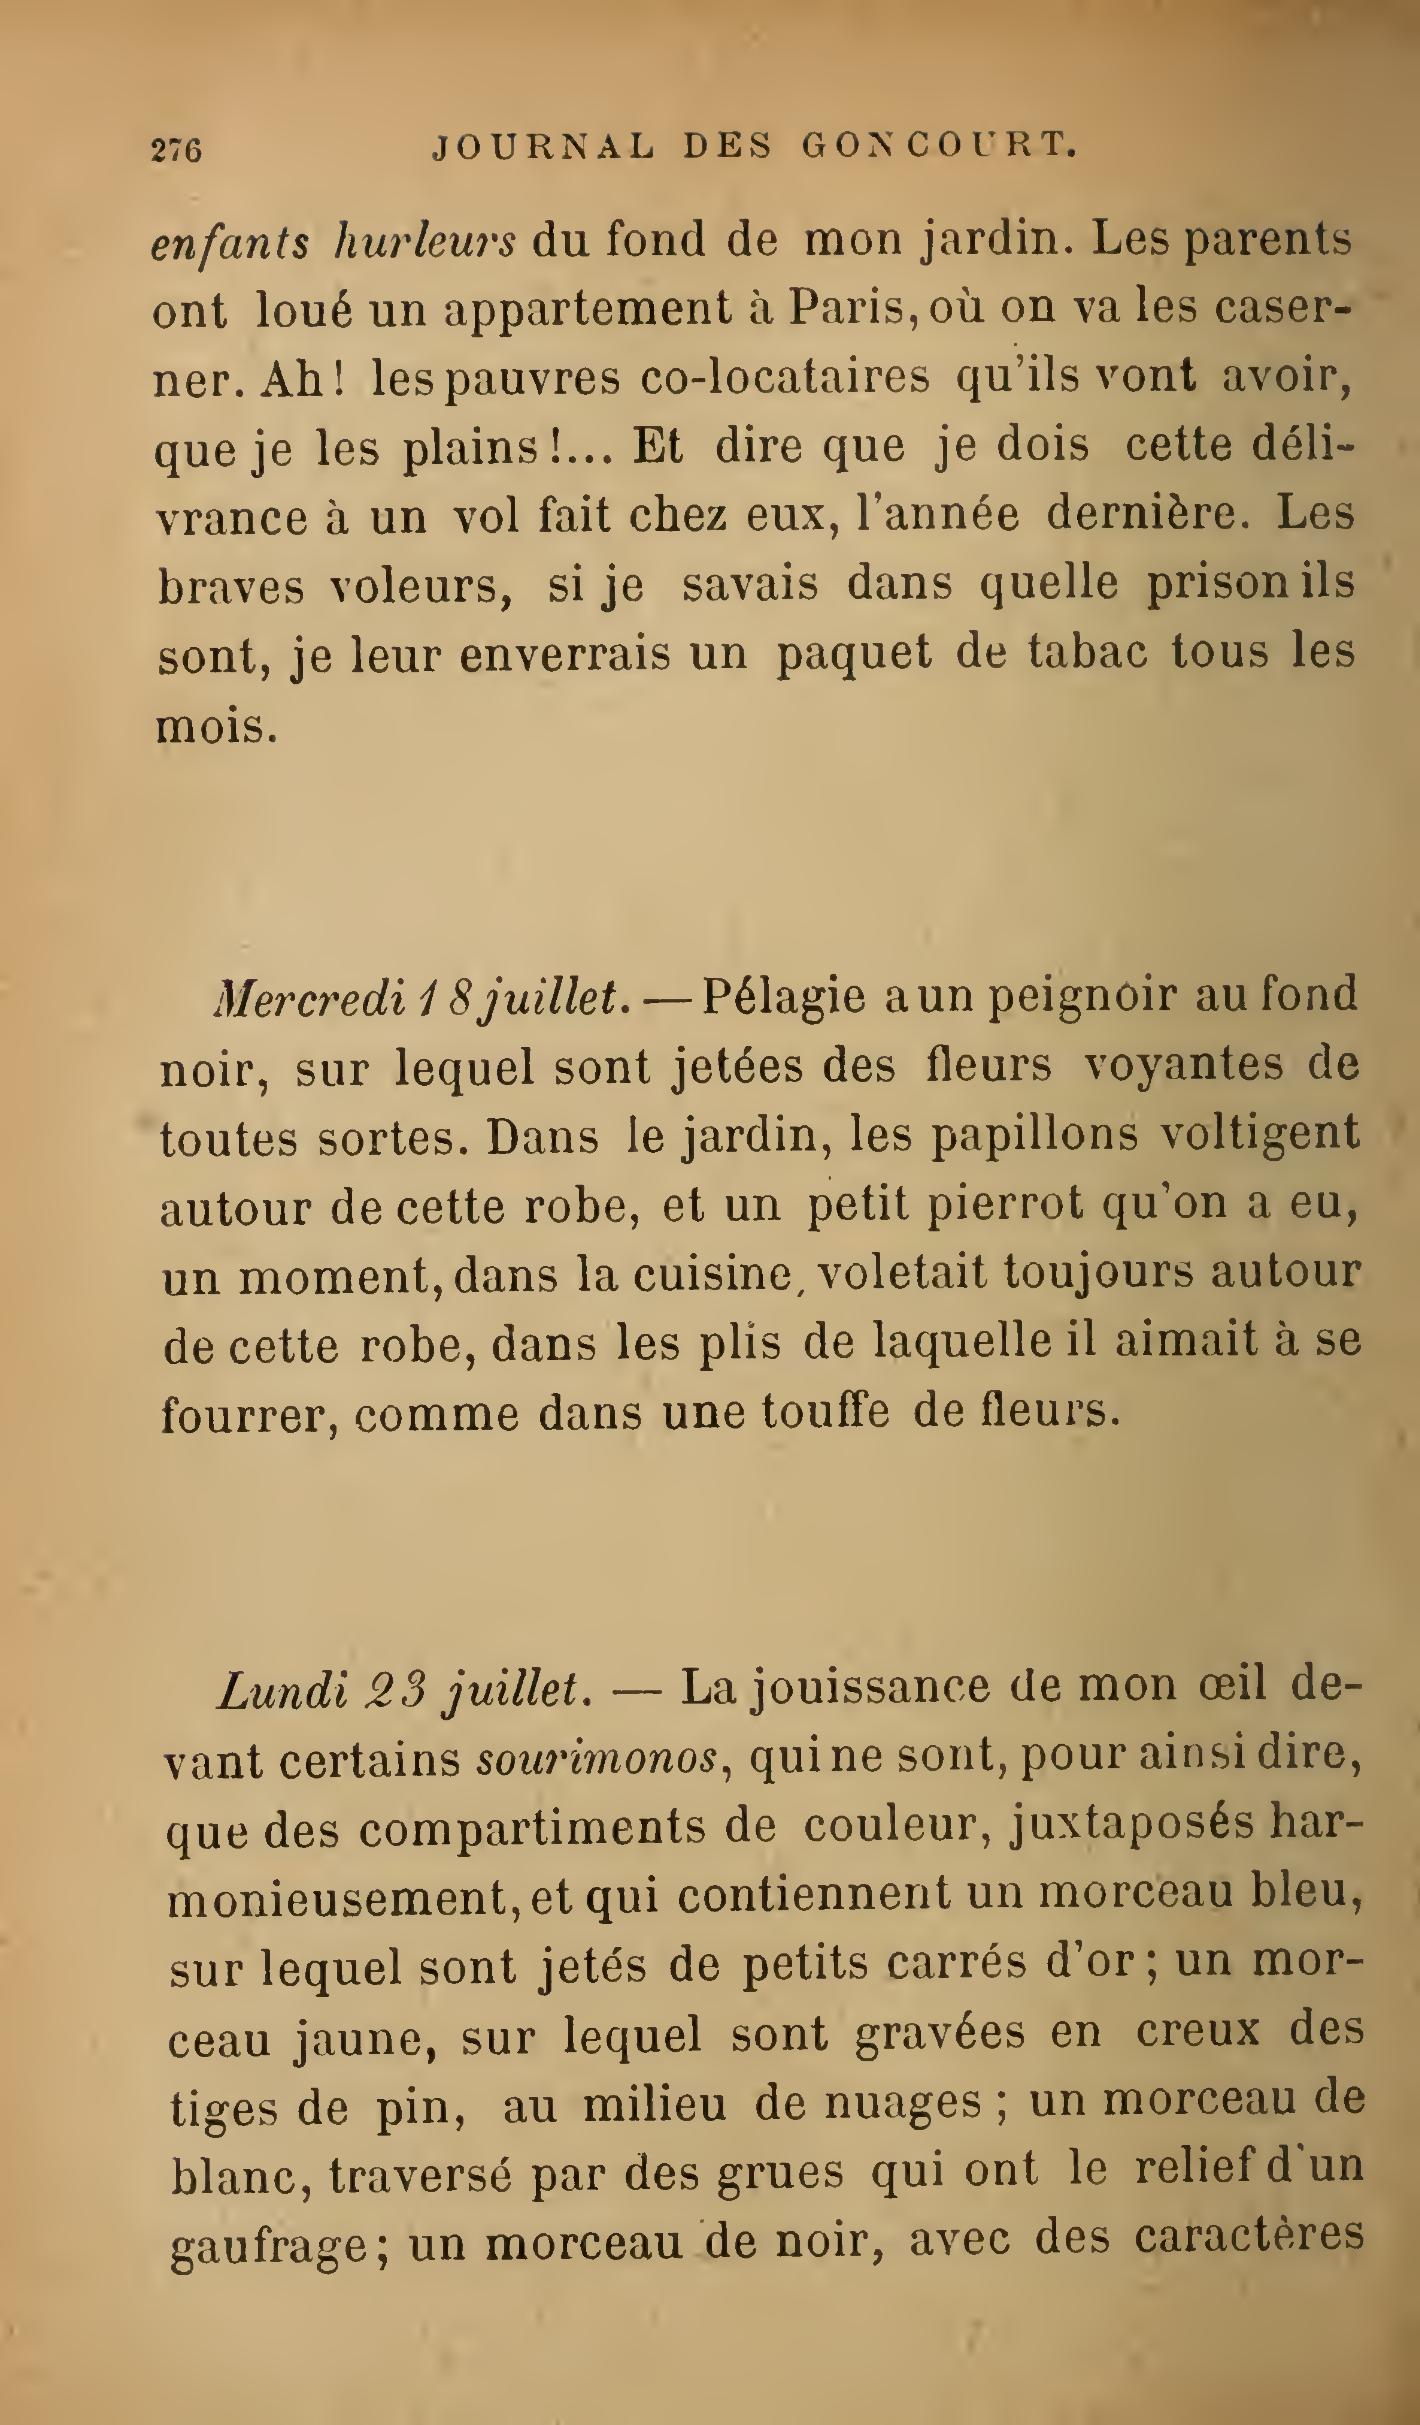 276 JOURNAL DES GONCOURT.
enfants hurleurs du fond de mon jardin. Les parents
ont loué un appartement à Paris, où on va les caser-
ner. Ah! les pauvres co-locataires qu'ils vont avoir,
que je les plains!... Et dire que je dois cette déli-
vrance à un vol fait chez eux, l'année dernière. Les
braves voleurs, si je savais dans quelle prison ils
sont, je leur enverrais un paquet de tabac tous les
mois.
Mercredi 18 juillet. — Pélagie a un peignoir au fond
noir, sur lequel sont jetées des fleurs voyantes de
toutes sortes. Dans le jardin, les papillons voltigent
autour de cette robe, et un petit pierrot qu'on a eu,
un moment, dans la cuisine, voletait toujours autour
de cette robe, dans les plis de laquelle il aimait à se
fourrer, comme dans une touffe de fleurs.
Lundi 23 juillet. — La jouissance de mon œil de-
vant certains sourimonos, qui ne sont, pour ainsi dire,
que des compartiments de couleur, juxtaposés har-
monieusement, et qui contiennent un morceau bleu,
sur lequel sont jetés de petits carrés d'or; un mor-
ceau jaune, sur lequel sont gravées en creux des
tiges de pin, au milieu de nuages; un morceau de
blanc, traversé par des grues qui ont le relief d'un
gaufrage; un morceau de noir, avec des caractères